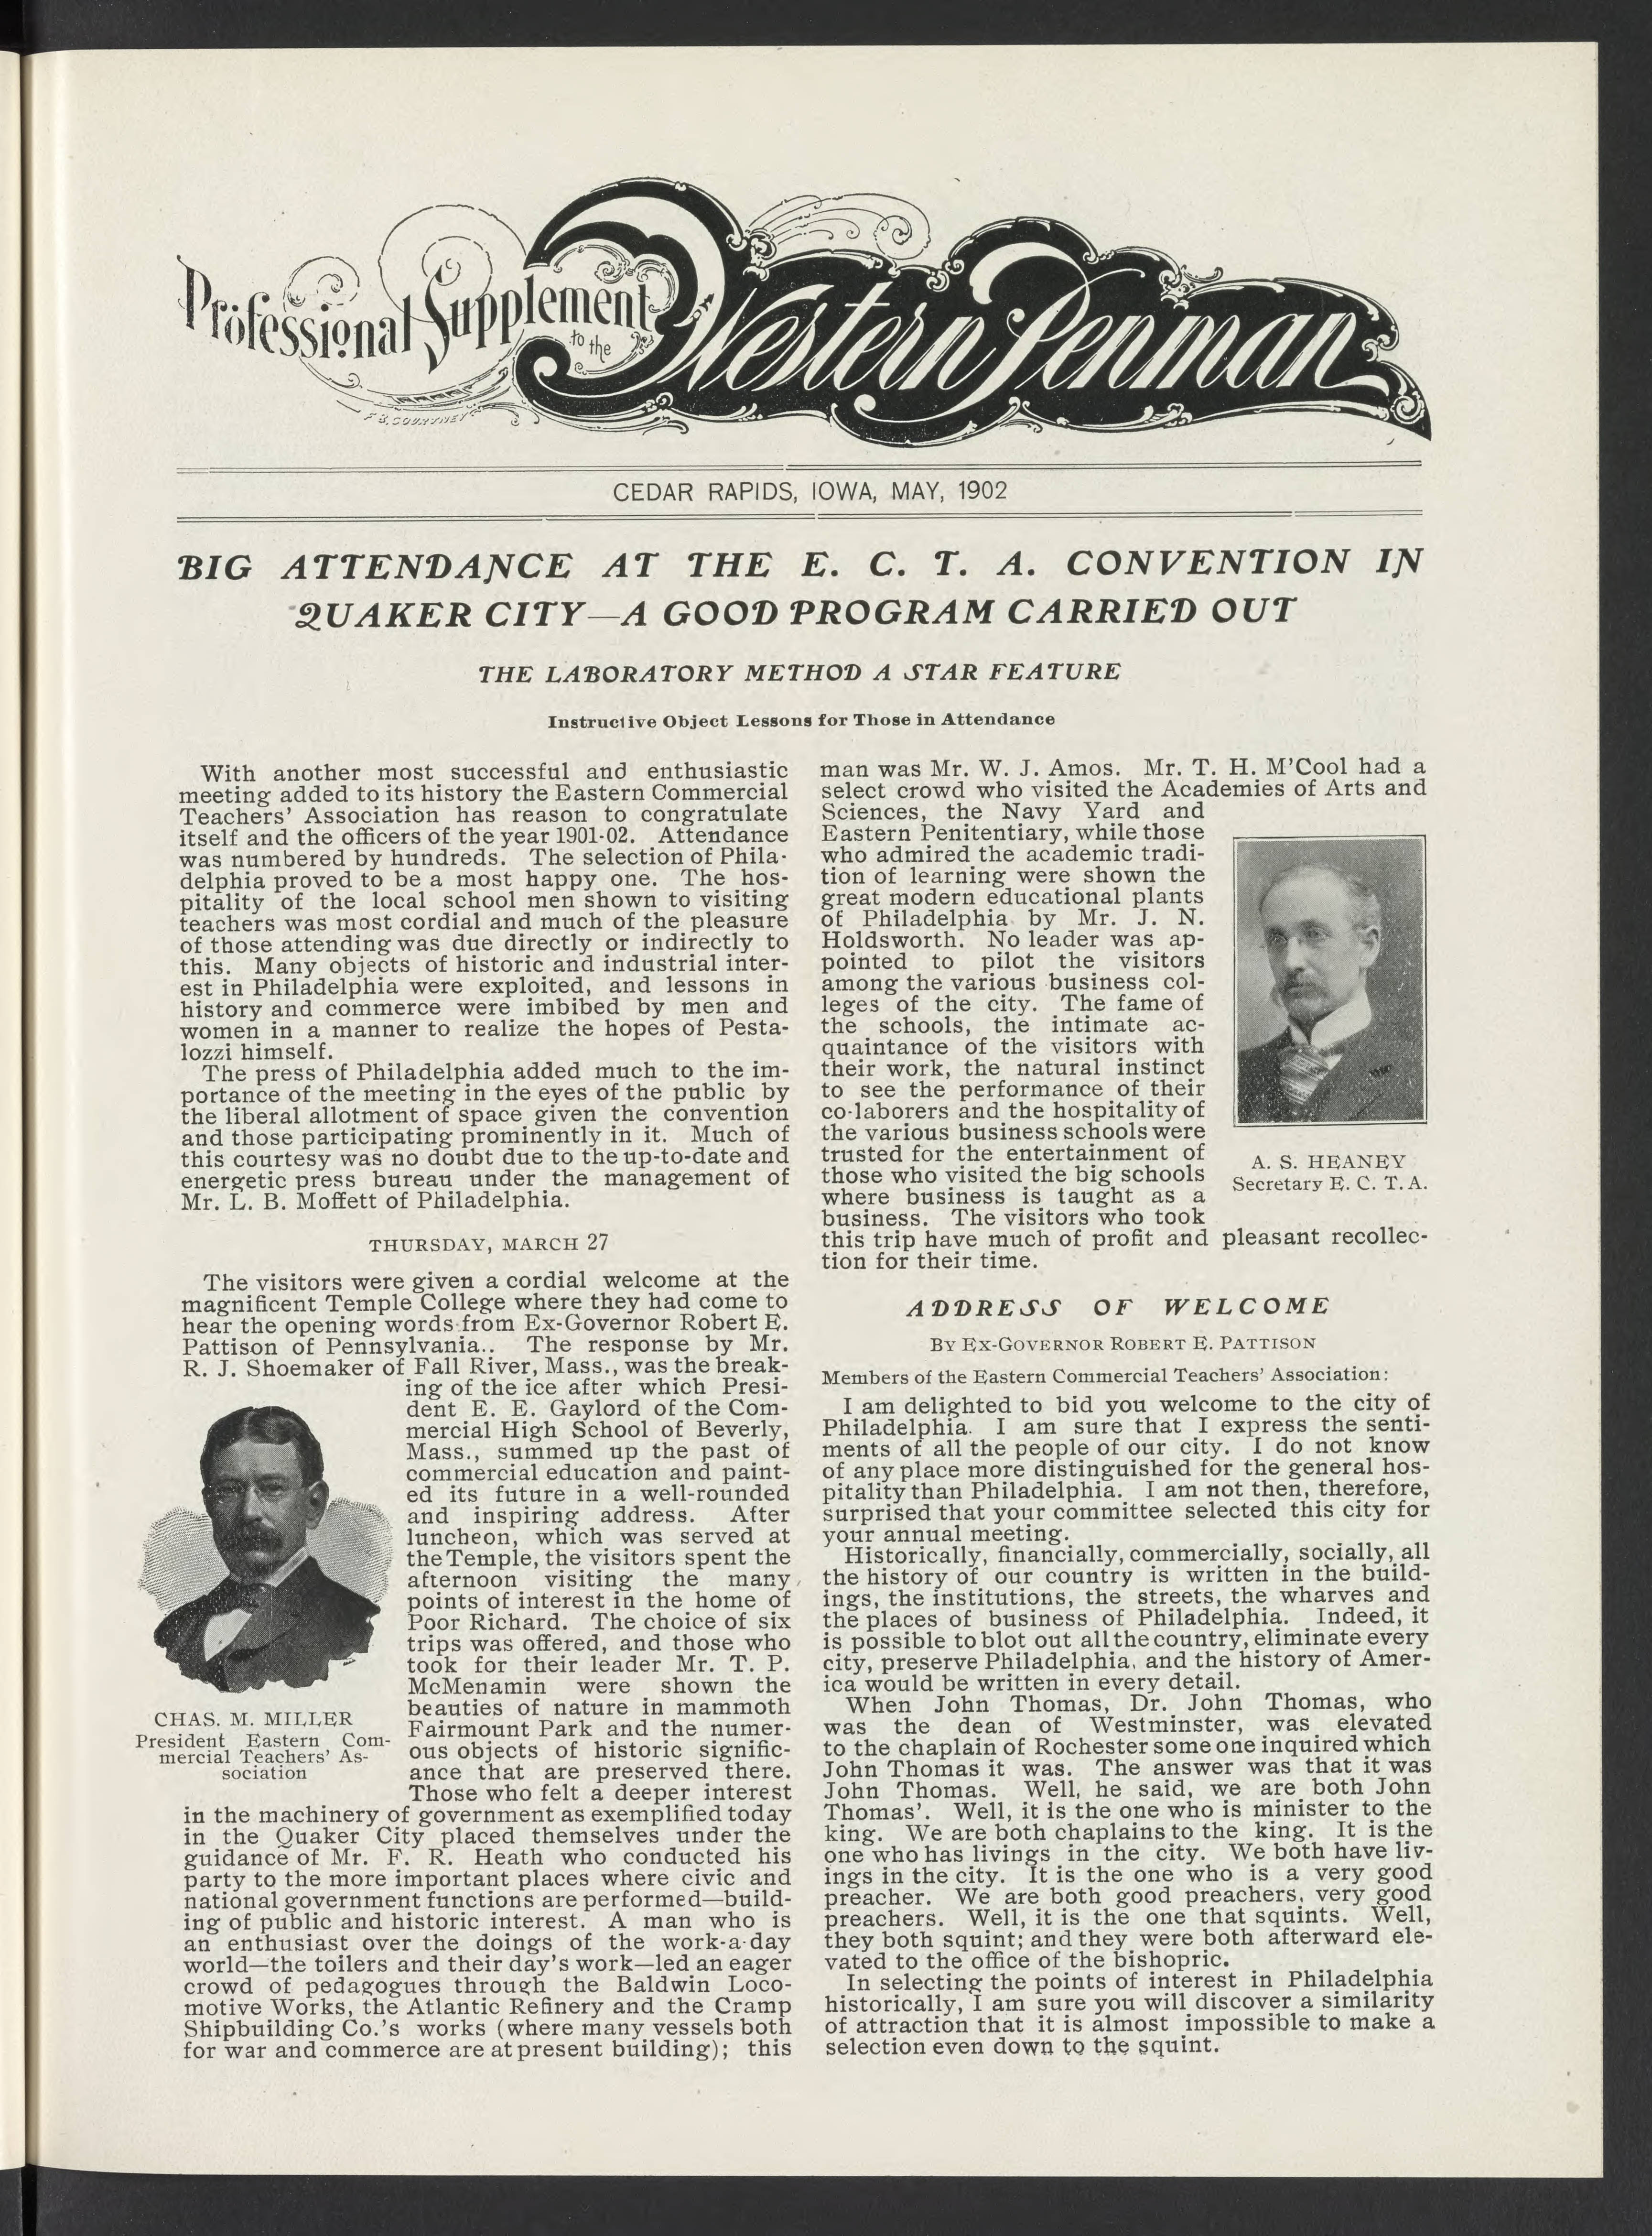 Professional Supplement
to the
Western Penman
F. B. COURTNEY
CEDAR RAPIDS, IOWA, MAY, 1902
BIG ATTENDANCE AT THE E. C. T. A. CONVENTION IN
QUAKER CITY—A GOOD PROGRAM CARRIED OUT
THE LABORATORY METHOD A STAR FEATURE
Instructive Object Lessons for Those in Attendance
With another most successful and enthusiastic
meeting added to its history the Eastern Commercial
Teachers' Association has reason to congratulate
itself and the officers of the year 1901-02. Attendance
was numbered by hundreds. The selection of Phila-
delphia proved to be a most happy one. The hos-
pitality of the local school men shown to visiting
teachers was most cordial and much of the pleasure
of those attending was due directly or indirectly to
this. Many objects of historic and industrial inter-
est in Philadelphia were exploited, and lessons in
history and commerce were imbibed by men and
women in a manner to realize the hopes of Pesta-
lozzi himself.
The press of Philadelphia added much to the im-
portance of the meeting in the eyes of the public by
the liberal allotment of space given the convention
and those participating prominently in it. Much of
this courtesy was no doubt due to the up-to-date and
energetic press bureau under the management of
Mr. L. B. Moffett of Philadelphia.
THURSDAY, MARCH 27
The visitors were given a cordial welcome at the
magnificent Temple College where they had come to
hear the opening words from Ex-Governor Robert E.
Pattison of Pennsylvania.. The response by Mr.
R. J. Shoemaker of Fall River, Mass., was the break-
ing of the ice after which Presi-
dent E. E. Gaylord of the Com-
mercial High School of Beverly,
Mass., summed up the past of
commercial education and paint-
ed its future in a well-rounded
and inspiring address. After
luncheon, which was served at
the Temple, the visitors spent the
afternoon visiting the many
points of interest in the home of
Poor Richard. The choice of six
trips was offered, and those who
took for their leader Mr. T. P.
McMenamin were shown the
beauties of nature in mammoth
Fairmount Park and the numer-
ous objects of historic signific-
ance that are preserved there.
Those who felt a deeper interest
CHAS. M. MILLER
President Eastern Com-
mercial Teachers' As-
sociation
in the machinery of government as exemplified today
in the Quaker City placed themselves under the
guidance of Mr. F. R. Heath who conducted his
party to the more important places where civic and
national government functions are performed—build-
ing of public and historic interest. A man who is
an enthusiast over the doings of the work-a-day
world—the toilers and their day's work—led an eager
crowd of pedagogues through the Baldwin Loco-
motive Works, the Atlantic Refinery and the Cramp
Shipbuilding Co.'s works (where many vessels both
for war and commerce are at present building); this
man was Mr. W. J. Amos. Mr. T. H. M'Cool had a
select crowd who visited the Academies of Arts and
Sciences, the Navy Yard and
Eastern Penitentiary, while those
who admired the academic tradi-
tion of learning were shown the
great modern educational plants
of Philadelphia by Mr. J. N.
Holdsworth. No leader was ap-
pointed to pilot the visitors
among the various business col-
leges of the city. The fame of
the schools, the intimate ac-
quaintance of the visitors with
their work, the natural instinct
to see the performance of their
co-laborers and the hospitality of
the various business schools were
trusted for the entertainment of
those who visited the big schools
where business is taught as a
business. The visitors who took
this trip have much of profit and pleasant recollec-
tion for their time.
A. S. HEANEY
Secretary E. C. T. A.
ADDRESS OF WELCOME
BY EX-GOVERNOR ROBERT E. PATTISON
Members of the Eastern Commercial Teachers' Association:
I am delighted to bid you welcome to the city of
Philadelphia. I am sure that I express the senti-
ments of all the people of our city. I do not know
of any place more distinguished for the general hos-
pitality than Philadelphia. I am not then, therefore,
surprised that your committee selected this city for
your annual meeting.
Historically, financially, commercially, socially, all
the history of our country is written in the build-
ings, the institutions, the streets, the wharves and
the places of business of Philadelphia. Indeed, it
is possible to blot out all the country, eliminate every
city, preserve Philadelphia, and the history of Amer-
ica would be written in every detail.
When John Thomas, Dr. John Thomas, who
was the dean of Westminster, was elevated
to the chaplain of Rochester some one inquired which
John Thomas it was. The answer was that it was
John Thomas. Well, he said, we are both John
Thomas'. Well, it is the one who is minister to the
king. We are both chaplains to the king. It is the
one who has livings in the city. We both have liv-
ings in the city. It is the one who is a very good
preacher. We are both good preachers, very good
preachers. Well, it is the one that squints. Well,
they both squint; and they were both afterward ele-
vated to the office of the bishopric.
In selecting the points of interest in Philadelphia
historically, I am sure you will discover a similarity
of attraction that it is almost impossible to make a
selection even down to the squint.